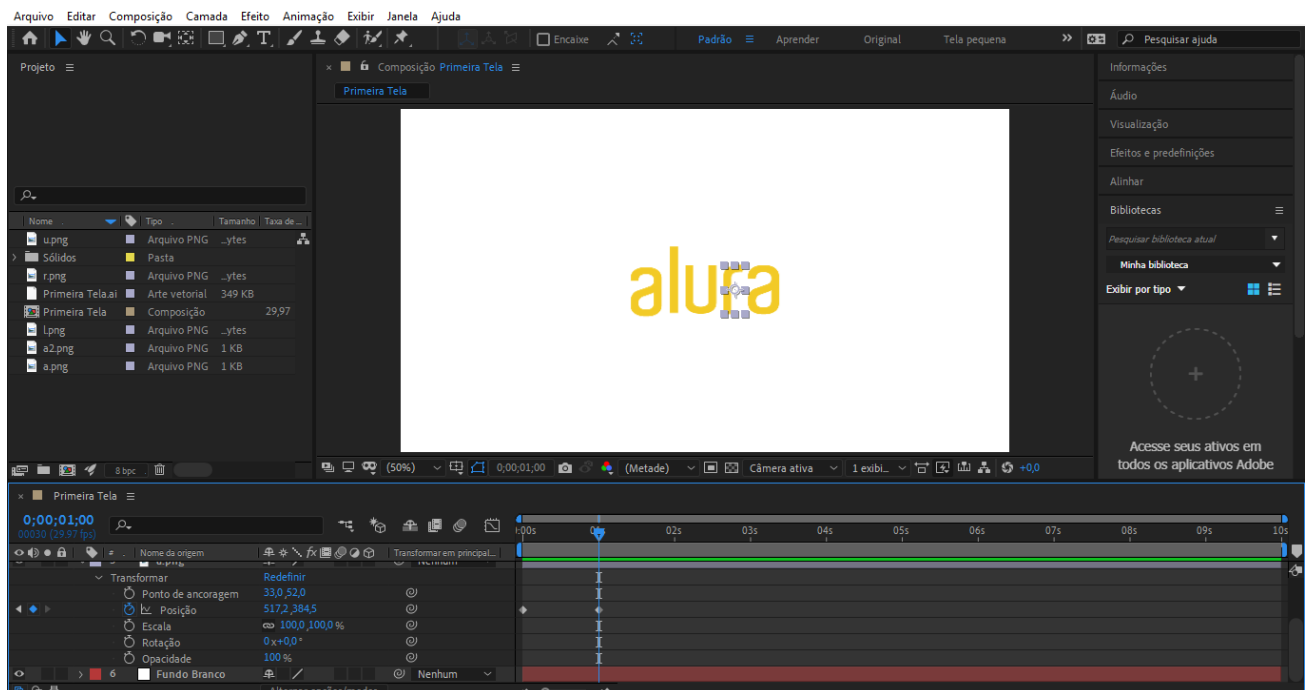 Arquivo Editar Composição Camada Efeito Animação Exibir Janela Ajuda
T Encaixe Padrão Aprender Original Tela pequena Pesquisar ajuda
Projeto
Composição Primeira Tela
Primeira Tela
Nome Tipo Tamanho Taxa de ...
u.png Arquivo PNG ...ytes
Sólidos Pasta
r.png Arquivo PNG ...ytes
Primeira Tela.ai Arte vetorial 349 KB
Primeira Tela Composição 29,97
l.png Arquivo PNG ...ytes
a2.png Arquivo PNG 1 KB
a.png Arquivo PNG 1 KB
8 bpc
alura
(50%) 0;00;01;00 (Metade) Câmera ativa 1 exibi... +0,0
Informações
Áudio
Visualização
Efeitos e predefinições
Alinhar
Bibliotecas
Pesquisar biblioteca atual
Minha biblioteca
Exibir por tipo
Acesse seus ativos em
todos os aplicativos Adobe
Primeira Tela
0;00;01;00
00030 (29.97 fps)
:00s 02s 03s 04s 05s 06s 07s 08s 09s 10s
# Nome da origem fx Transformar em principal...
Transformar Redefinir
Ponto de ancoragem 33,0,52,0
Posição 517,2,384,5
Escala 100,0,100,0 %
Rotação 0x+0,0°
Opacidade 100 %
6 Fundo Branco Nenhum